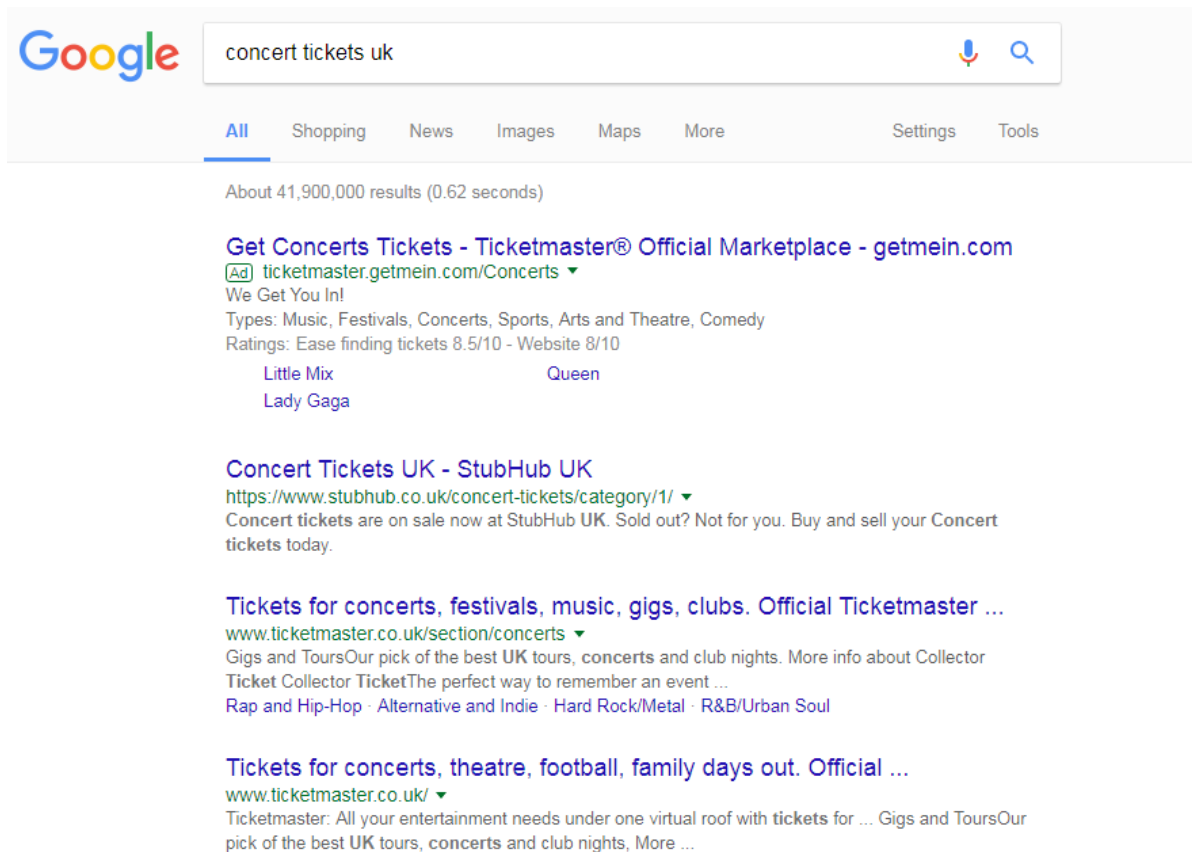 Google
concert tickets uk
All Shopping News Images Maps More Settings Tools
About 41,900,000 results (0.62 seconds)
Get Concerts Tickets - Ticketmaster® Official Marketplace - getmein.com
Ad ticketmaster.getmein.com/Concerts
We Get You In!
Types: Music, Festivals, Concerts, Sports, Arts and Theatre, Comedy
Ratings: Ease finding tickets 8.5/10 - Website 8/10
Little Mix Queen
Lady Gaga
Concert Tickets UK - StubHub UK
https://www.stubhub.co.uk/concert-tickets/category/1/
Concert tickets are on sale now at StubHub UK. Sold out? Not for you. Buy and sell your Concert
tickets today.
Tickets for concerts, festivals, music, gigs, clubs. Official Ticketmaster ...
www.ticketmaster.co.uk/section/concerts
Gigs and ToursOur pick of the best UK tours, concerts and club nights. More info about Collector
Ticket Collector TicketThe perfect way to remember an event ...
Rap and Hip-Hop · Alternative and Indie · Hard Rock/Metal · R&B/Urban Soul
Tickets for concerts, theatre, football, family days out. Official ...
www.ticketmaster.co.uk/
Ticketmaster: All your entertainment needs under one virtual roof with tickets for ... Gigs and ToursOur
pick of the best UK tours, concerts and club nights, More ...